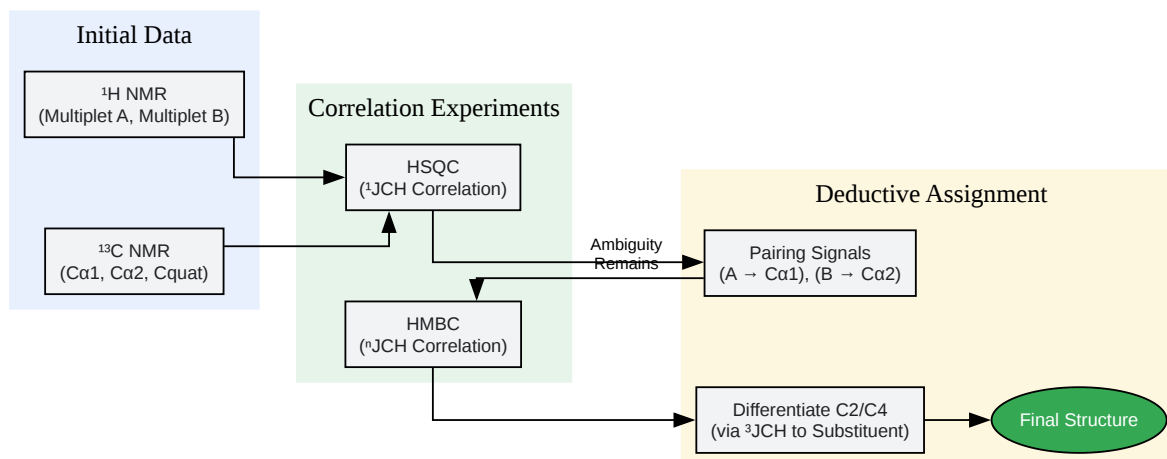 Initial Data
¹H NMR
(Multiplet A, Multiplet B)
¹³C NMR
(Cα1, Cα2, Cquat)
Correlation Experiments
HSQC
(¹JCH Correlation)
HMBC
(ⁿJCH Correlation)
Ambiguity
Remains
Deductive Assignment
Pairing Signals
(A → Cα1), (B → Cα2)
Differentiate C2/C4
(via ³JCH to Substituent)
Final Structure